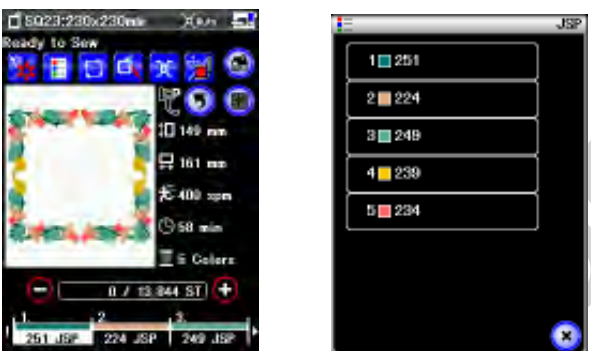 SQ23:230x230mm
Ready to Sew
149 mm
161 mm
400 spm
58 min
5 Colors
0 / 13,844 ST
1. 2. 3.
251 JSP 224 JSP 249 JSP
JSP
1 251
2 224
3 249
4 239
5 234